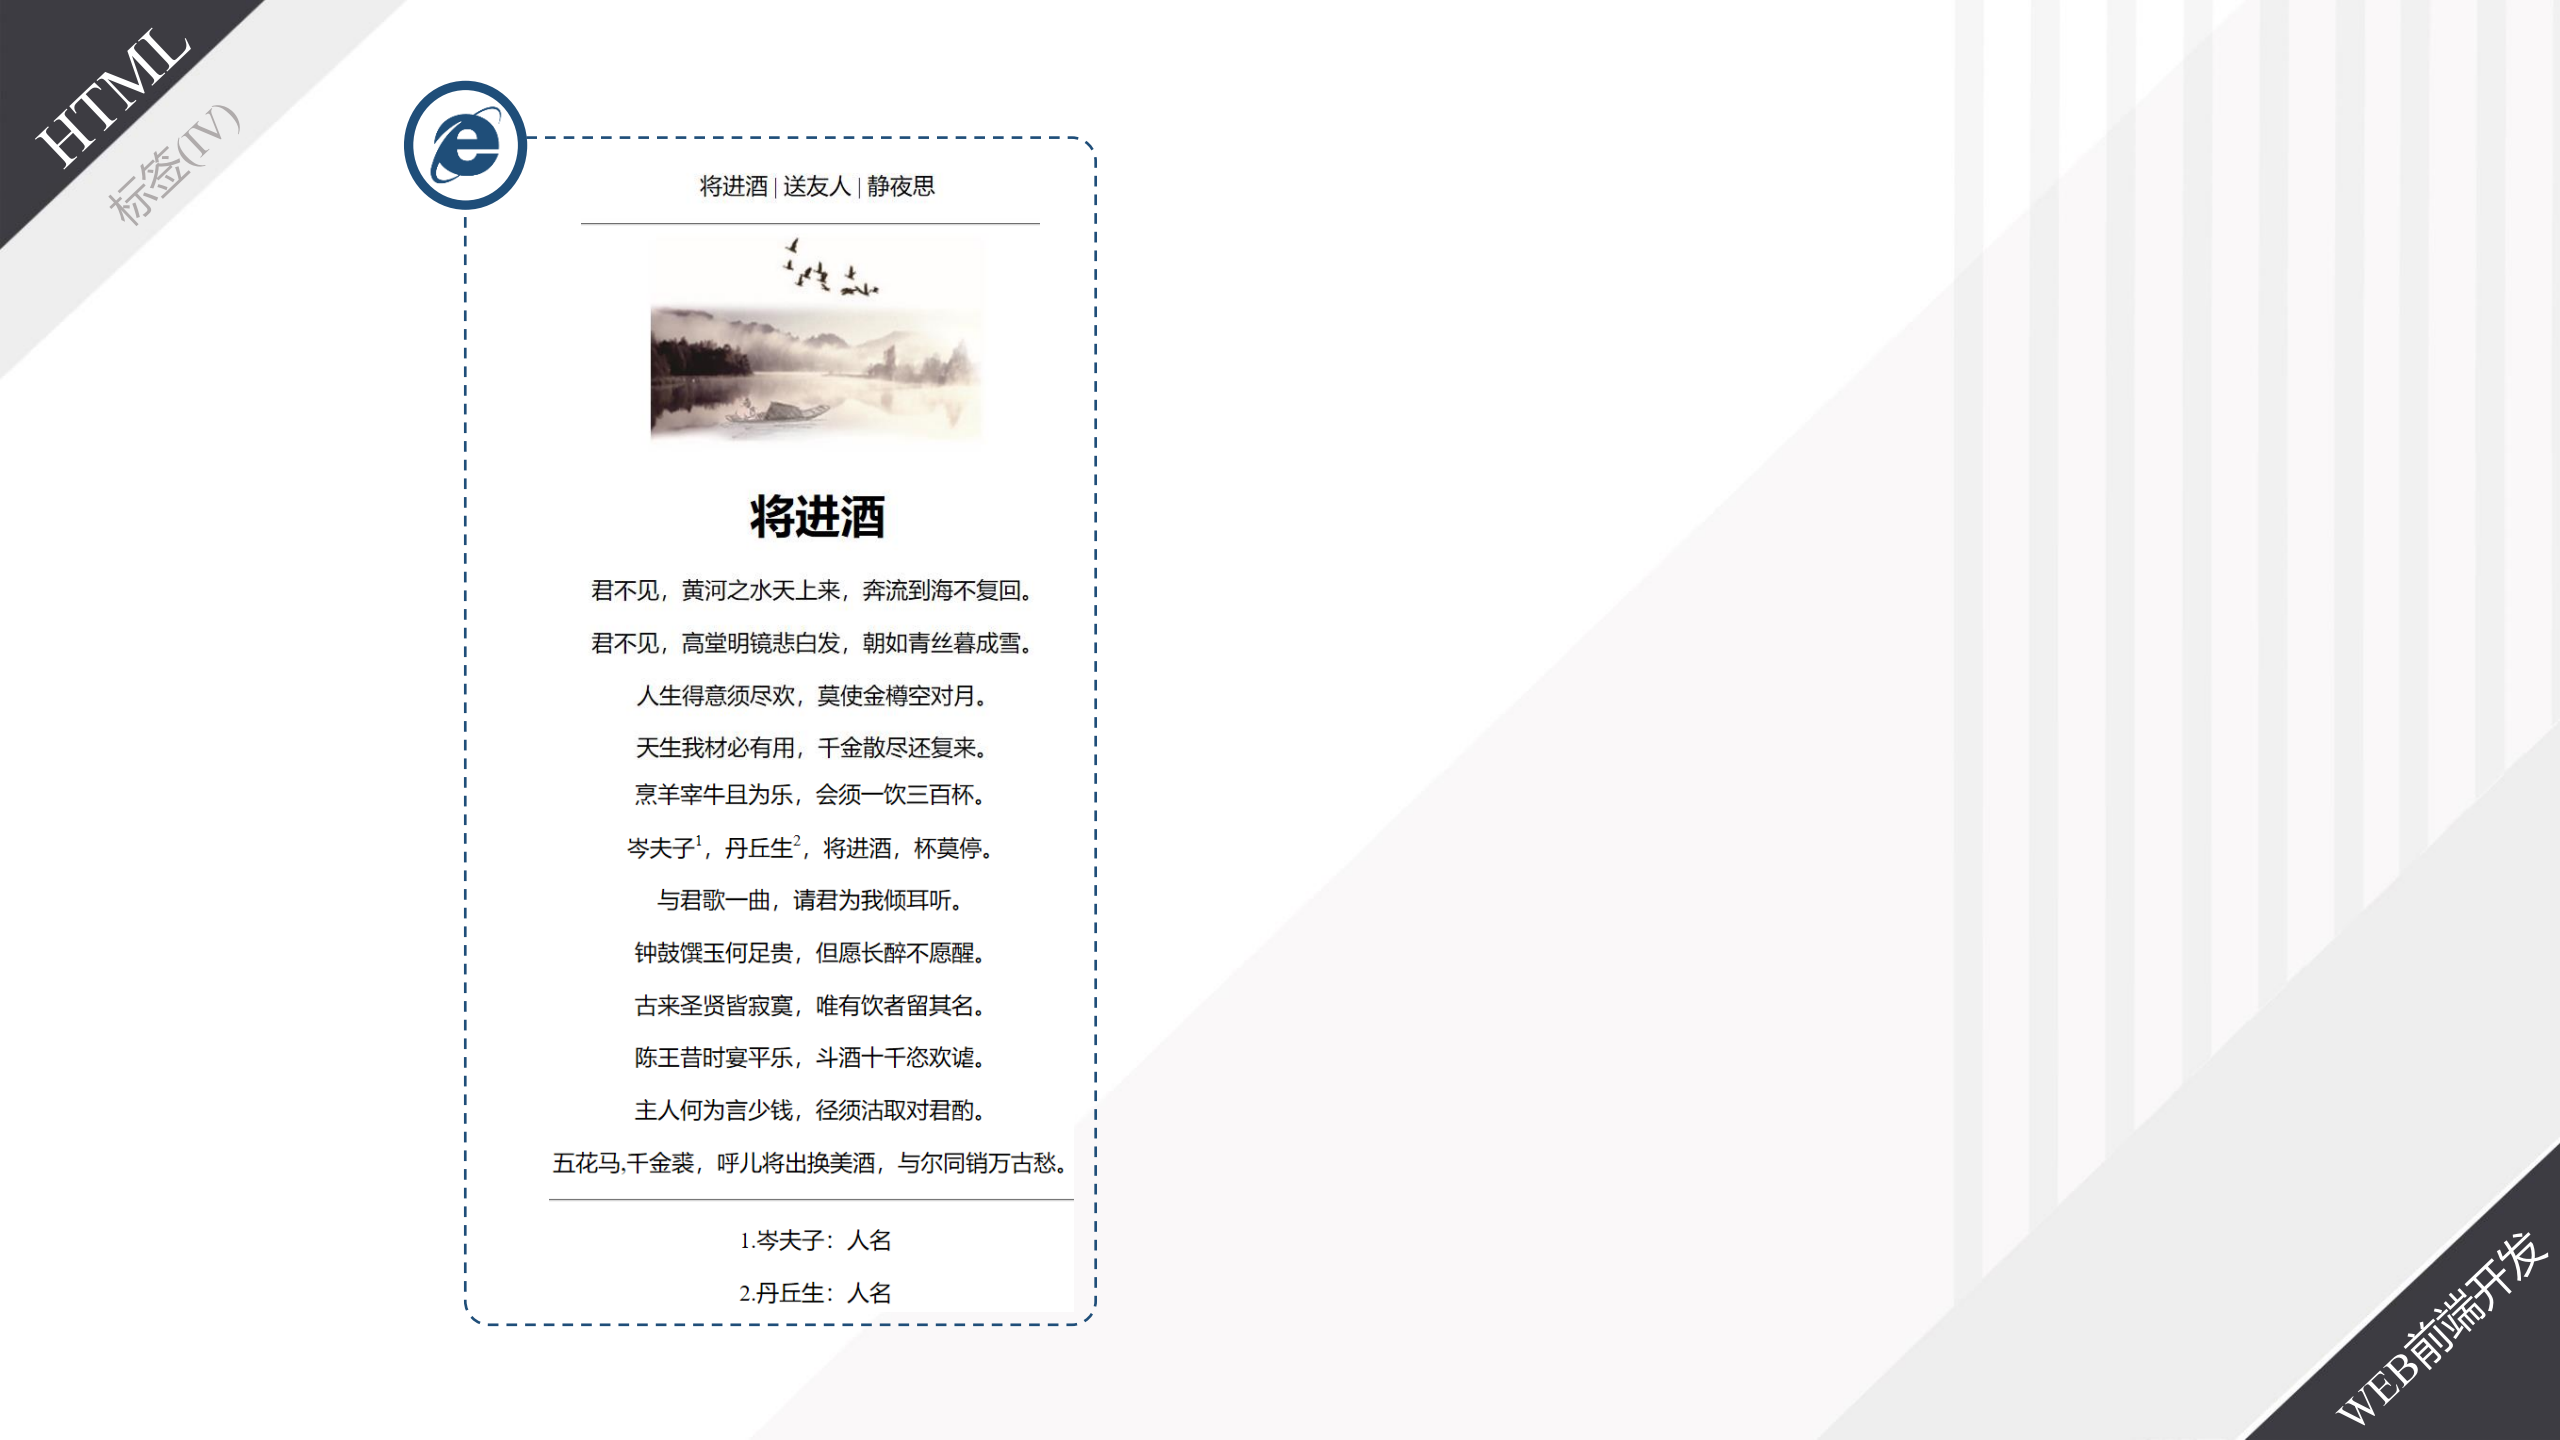 HTML
标签(IV)
将进酒 | 送友人 | 静夜思
将进酒
君不见，黄河之水天上来，奔流到海不复回。
君不见，高堂明镜悲白发，朝如青丝暮成雪。
人生得意须尽欢，莫使金樽空对月。
天生我材必有用，千金散尽还复来。
烹羊宰牛且为乐，会须一饮三百杯。
岑夫子¹，丹丘生²，将进酒，杯莫停。
与君歌一曲，请君为我倾耳听。
钟鼓馔玉何足贵，但愿长醉不愿醒。
古来圣贤皆寂寞，唯有饮者留其名。
陈王昔时宴平乐，斗酒十千恣欢谑。
主人何为言少钱，径须沽取对君酌。
五花马,千金裘，呼儿将出换美酒，与尔同销万古愁。
1.岑夫子：人名
2.丹丘生：人名
WEB前端开发